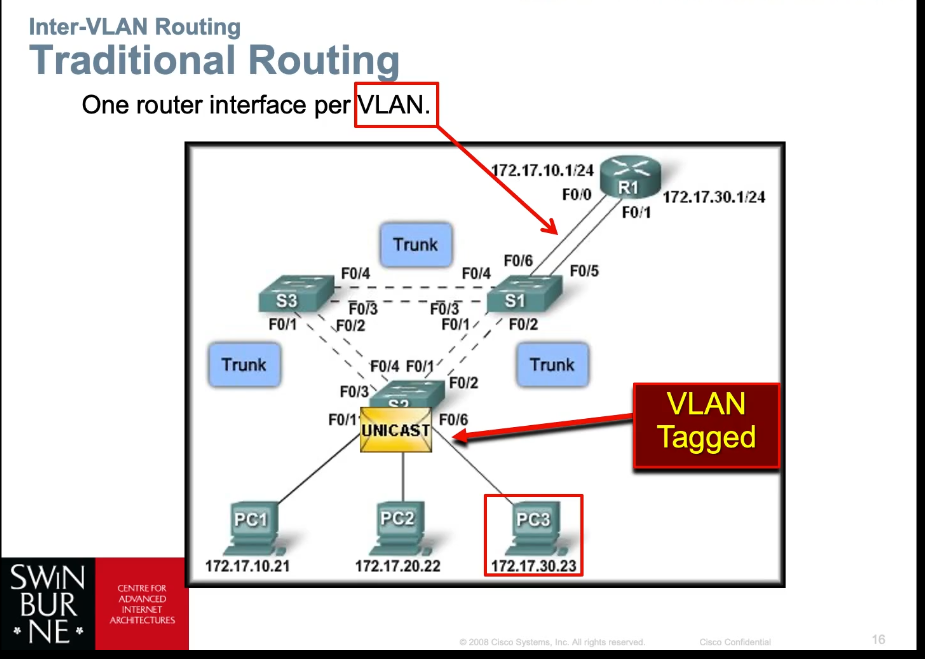 Inter-VLAN Routing
Traditional Routing
One router interface per VLAN.
172.17.10.1/24
R1
F0/0
172.17.30.1/24
F0/1
Trunk
F0/6
F0/5
F0/4
F0/4
S3
S1
F0/3
F0/3
F0/1
F0/2
F0/1
F0/2
Trunk
Trunk
F0/4
F0/1
F0/2
F0/3
S2
VLAN
Tagged
F0/1
UNICAST
F0/6
PC1
PC2
PC3
172.17.10.21
172.17.20.22
172.17.30.23
SWiN
BUR
* NE *
CENTRE FOR
ADVANCED
INTERNET
ARCHITECTURES
© 2008 Cisco Systems, Inc. All rights reserved.
Cisco Confidential
16